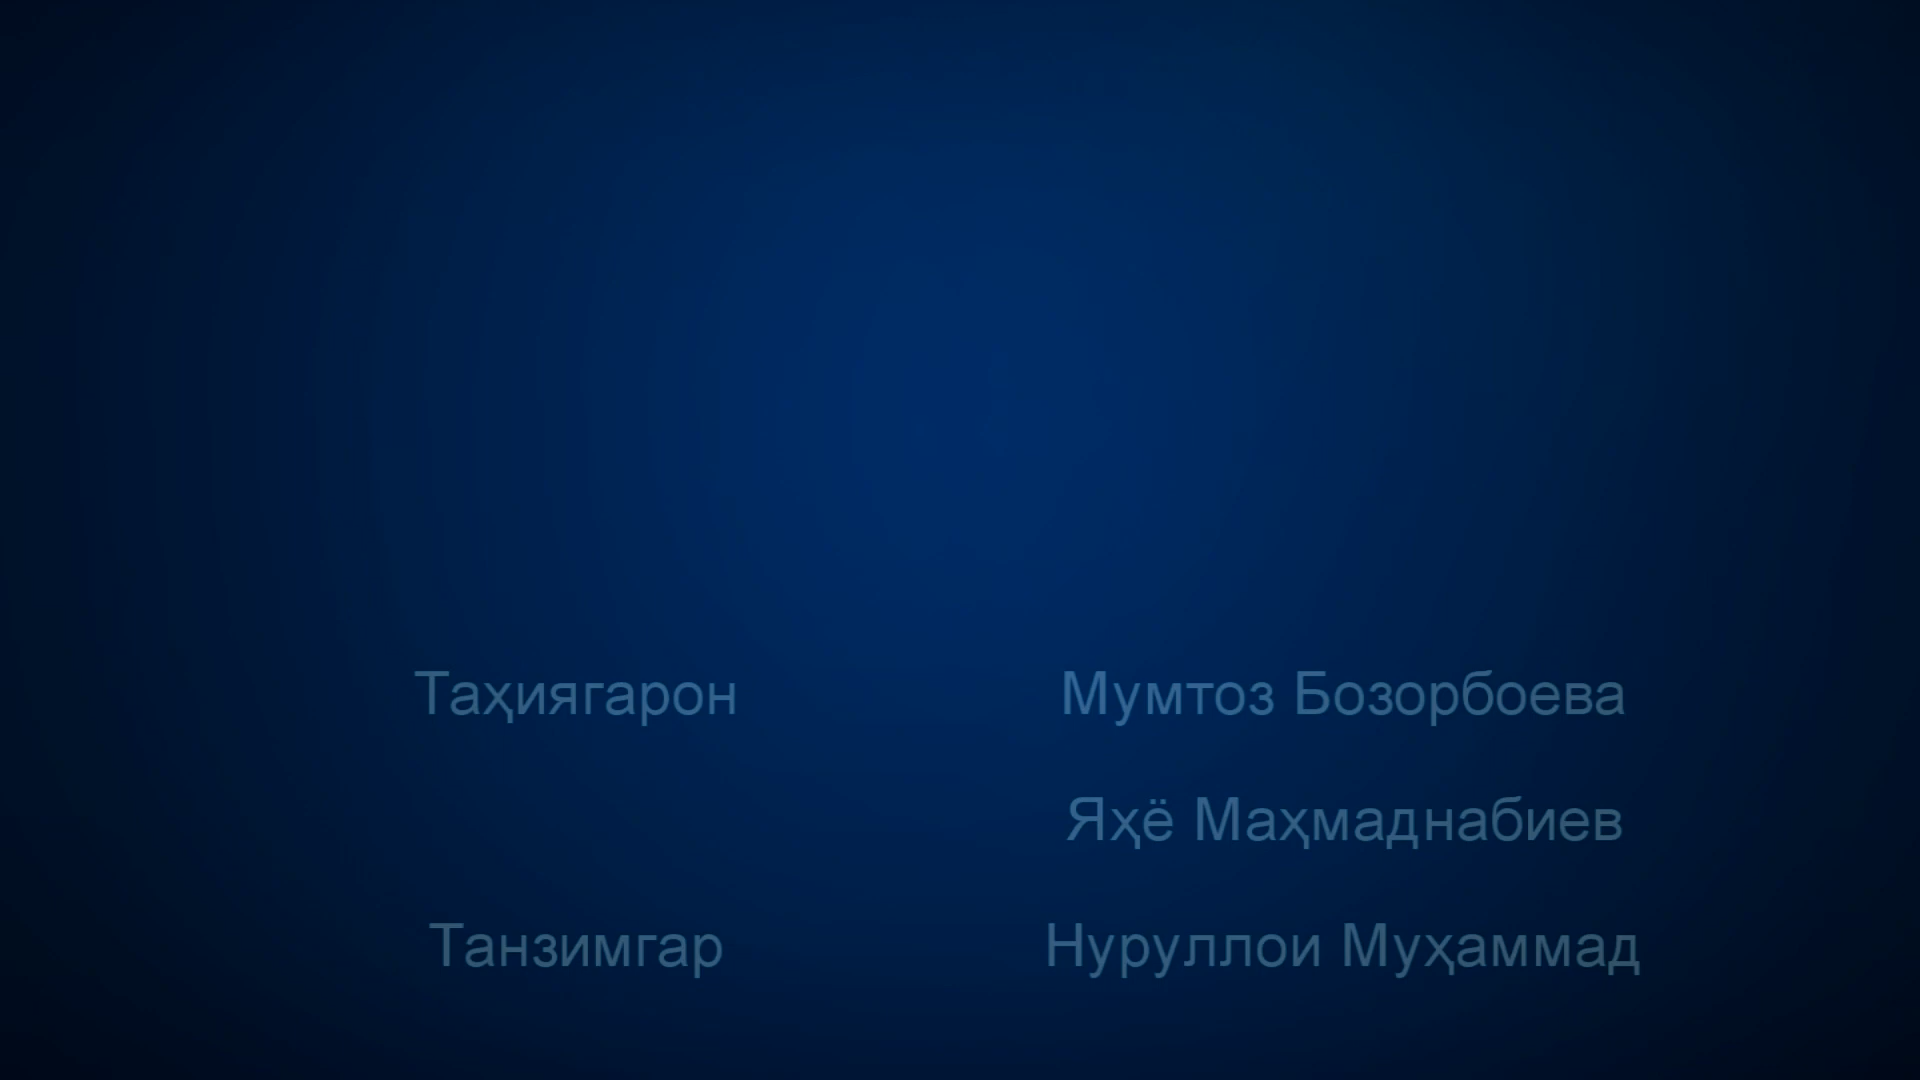 Таҳиягарон Мумтоз Бозорбоева
Яҳё Маҳмаднабиев
Танзимгар Нуруллои Муҳаммад